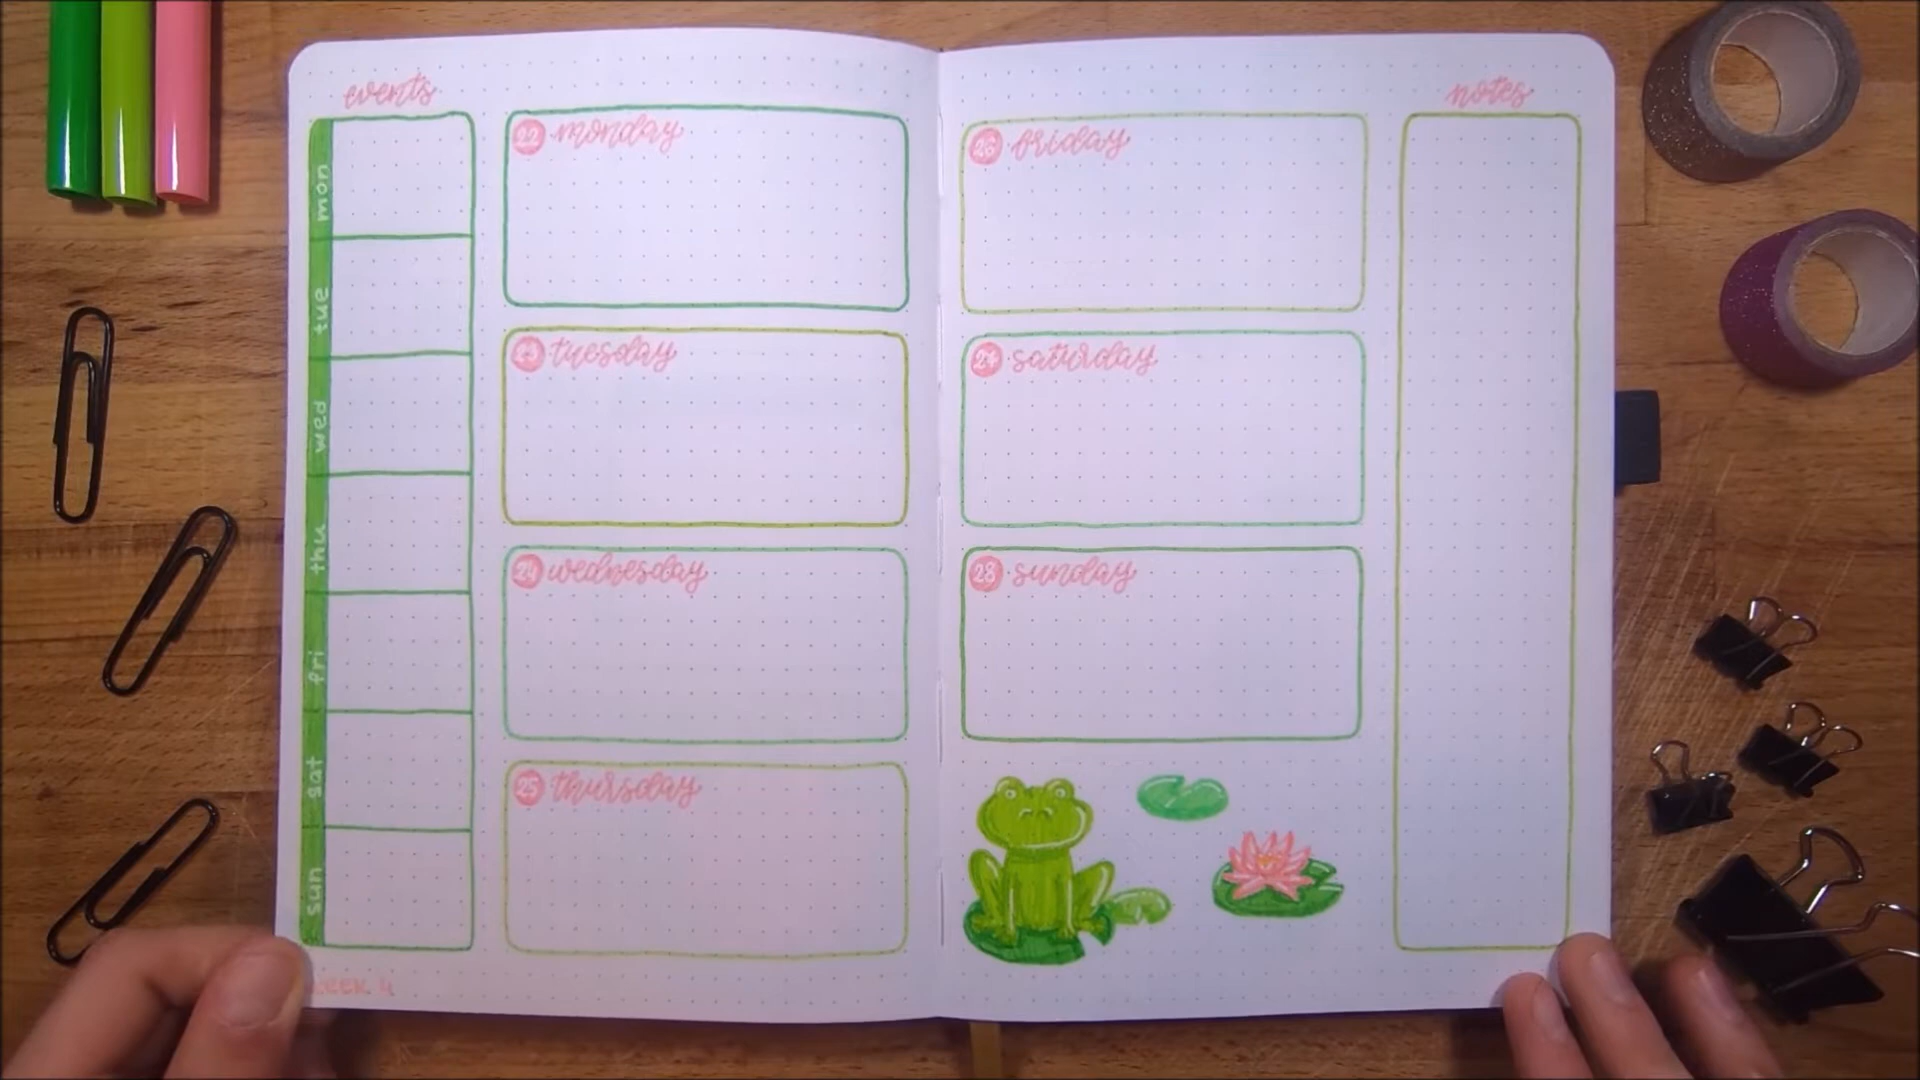 events
mon
tue
wed
thu
fri
sat
sun
22 monday
23 tuesday
24 wednesday
25 thursday
26 friday
27 saturday
28 sunday
notes
week 4